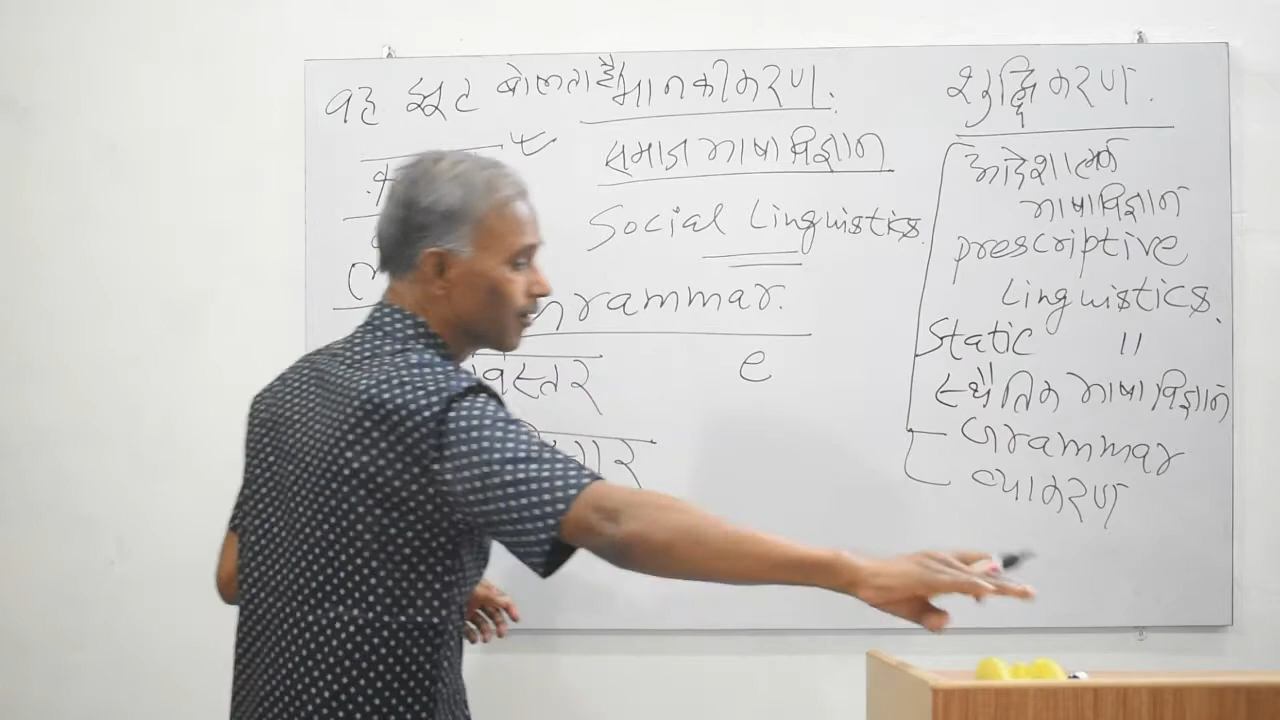 वह झूठ बोलता है
मानकीकरण.
समाज भाषा विज्ञान
Social Linguistics.
Grammar.
e
विस्तार
शुद्धिकरण.
आदेशात्मक
भाषाविज्ञान
prescriptive
Linguistics.
Static "
स्थैतिक भाषा विज्ञान
Grammar
व्याकरण